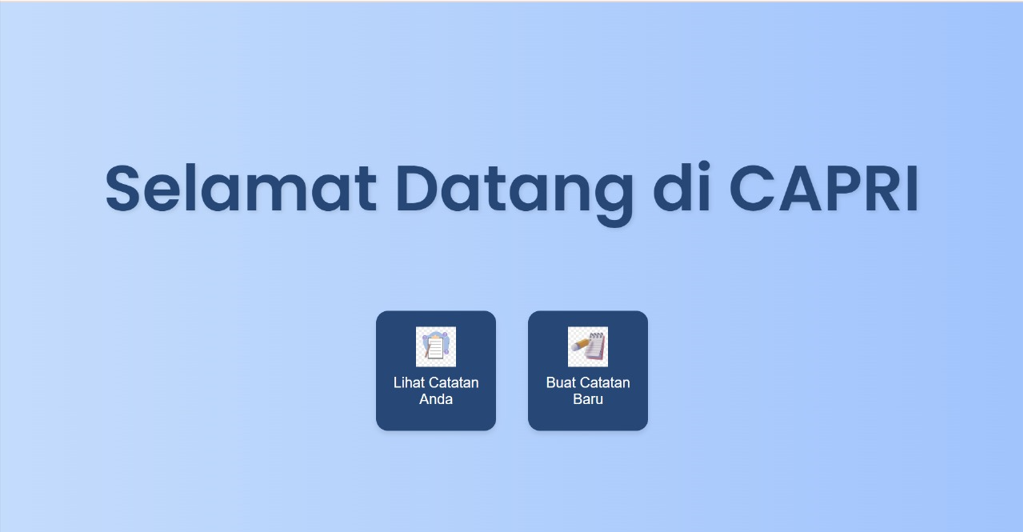 Selamat Datang di CAPRI
Lihat Catatan
Anda
Buat Catatan
Baru